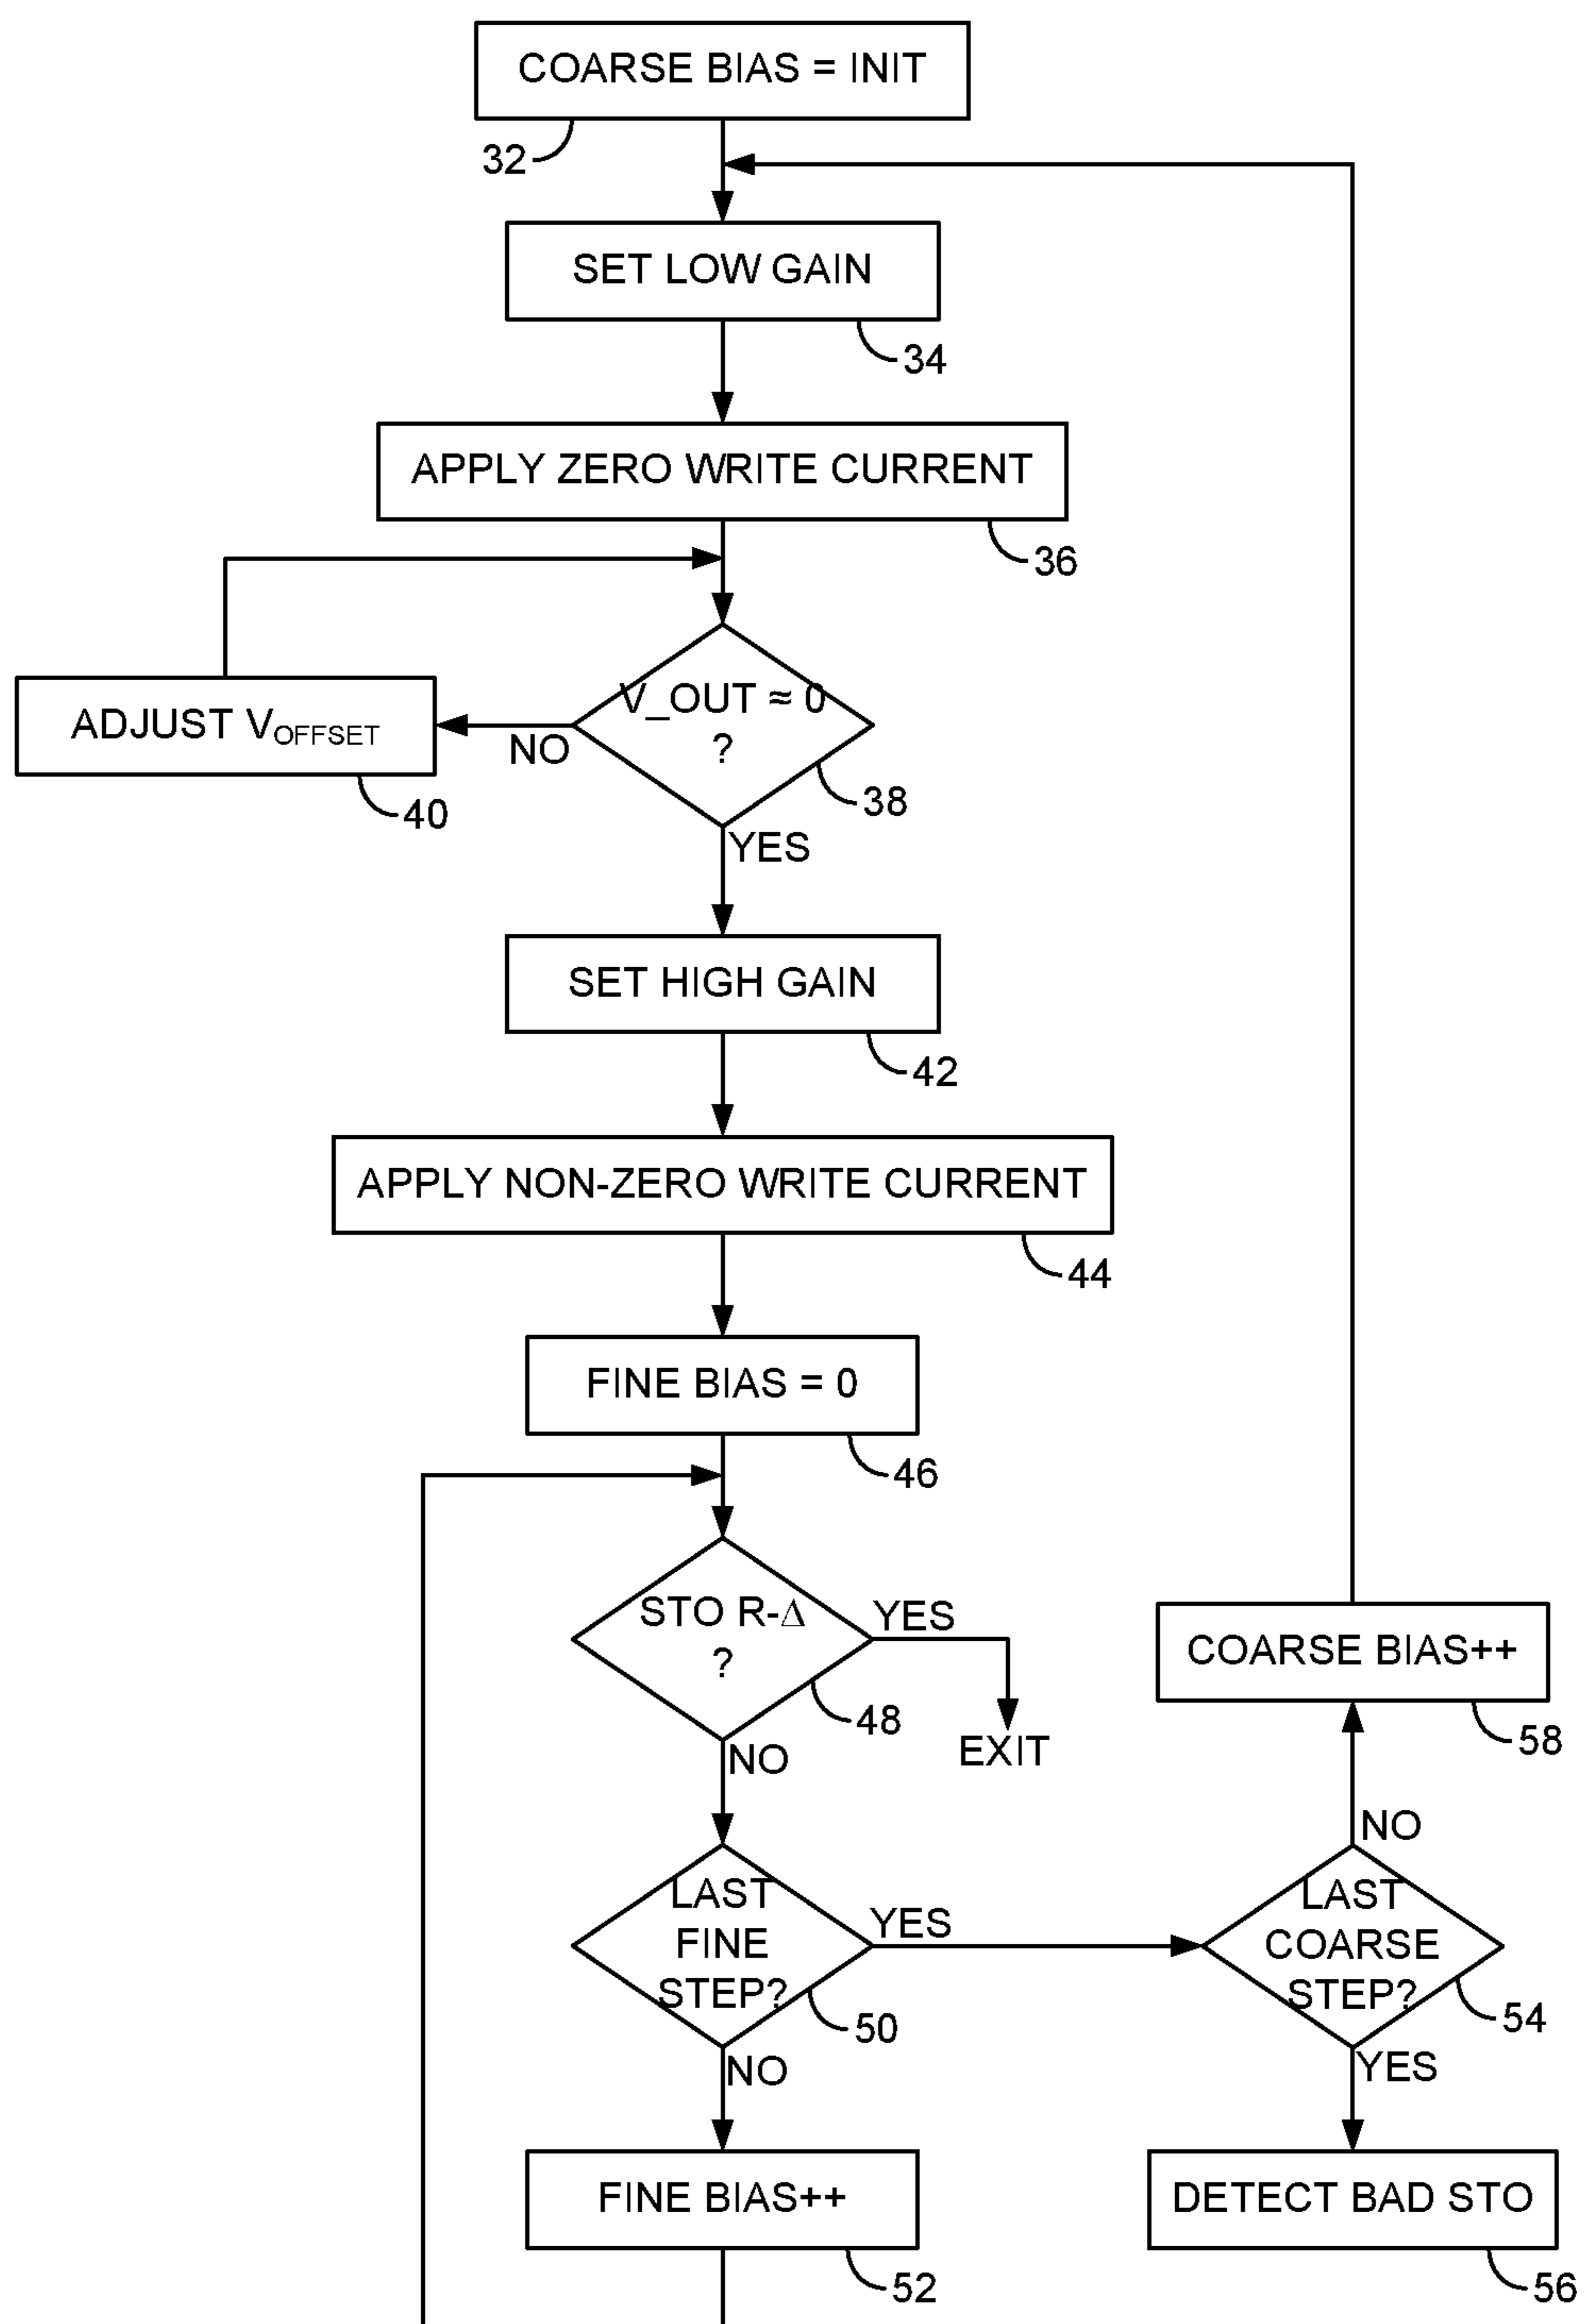 COARSE BIAS = INIT
32
SET LOW GAIN
34
APPLY ZERO WRITE CURRENT
36
V_OUT ≈ 0
?
38
NO
ADJUST VOFFSET
40
YES
SET HIGH GAIN
42
APPLY NON-ZERO WRITE CURRENT
44
FINE BIAS = 0
46
STO R-Δ
?
48
YES
EXIT
NO
LAST
FINE
STEP?
50
YES
NO
FINE BIAS++
52
LAST
COARSE
STEP?
54
NO
COARSE BIAS++
58
YES
DETECT BAD STO
56